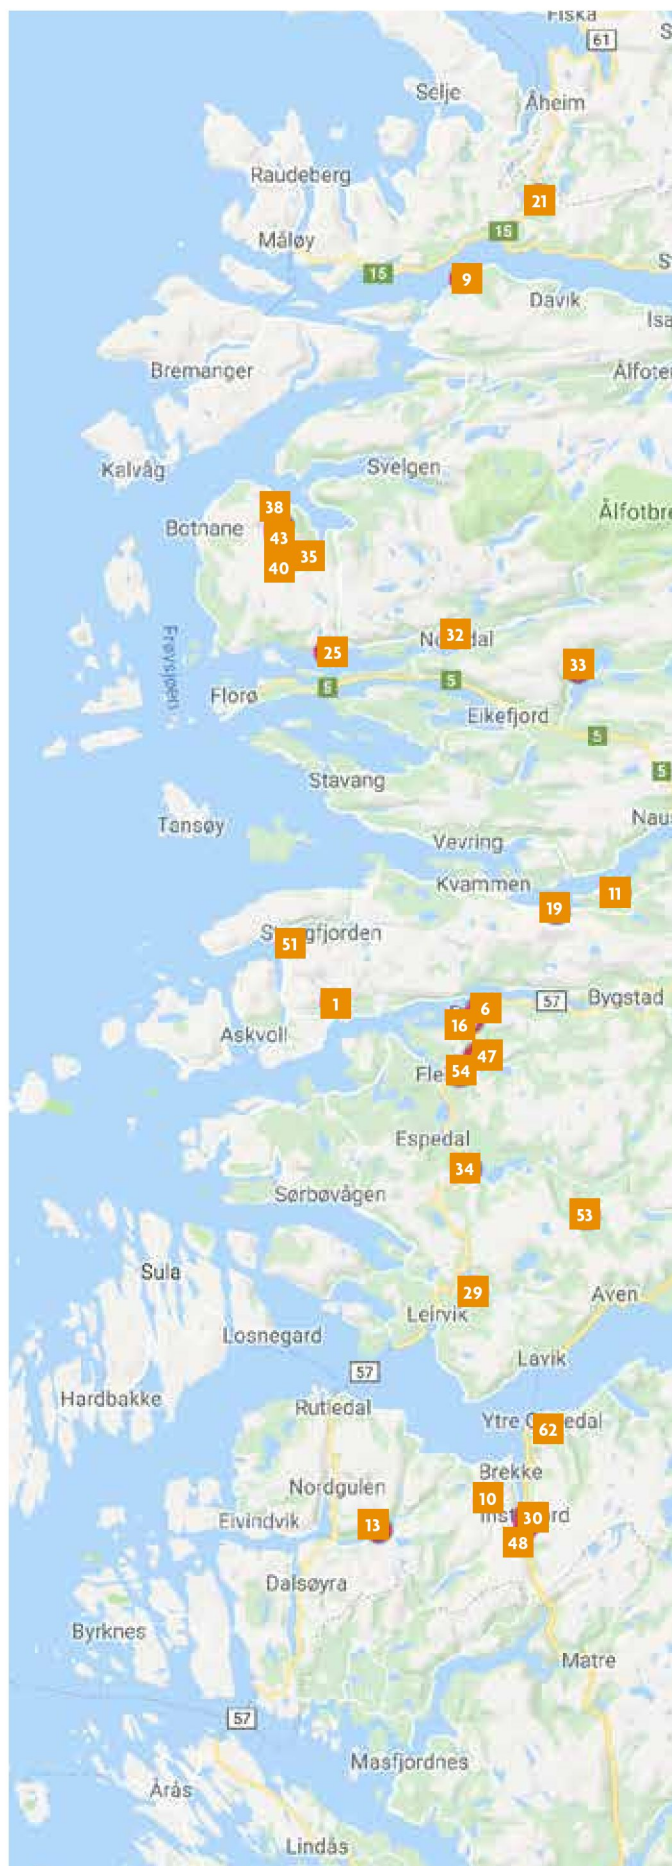 Fiska
61
S
Selje
Åheim
Raudeberg
21
Måløy
15
15
S
9
Davik
Isa
Bremanger
Ålfoten
Kalvåg
Svelgen
38
Ålfotbre
Botnane
43
35
40
Frøysjøen
32
25
33
Florø
5
5
Eikefjord
5
5
Stavang
Tansøy
Naus
Vevring
Kvammen
11
19
51
1
57
Bygstad
6
16
Askvoll
47
54
Fle
Espedal
34
Sørbøvågen
53
Sula
29
Aven
Leirvik
Losnegard
Lavik
57
Hardbakke
Rutledal
Ytre O edal
62
Brekke
Nordgulen
10
Eivindvik
13
30
48
Dalsøyra
Byrknes
Matre
57
Masfjordnes
Årås
Lindås